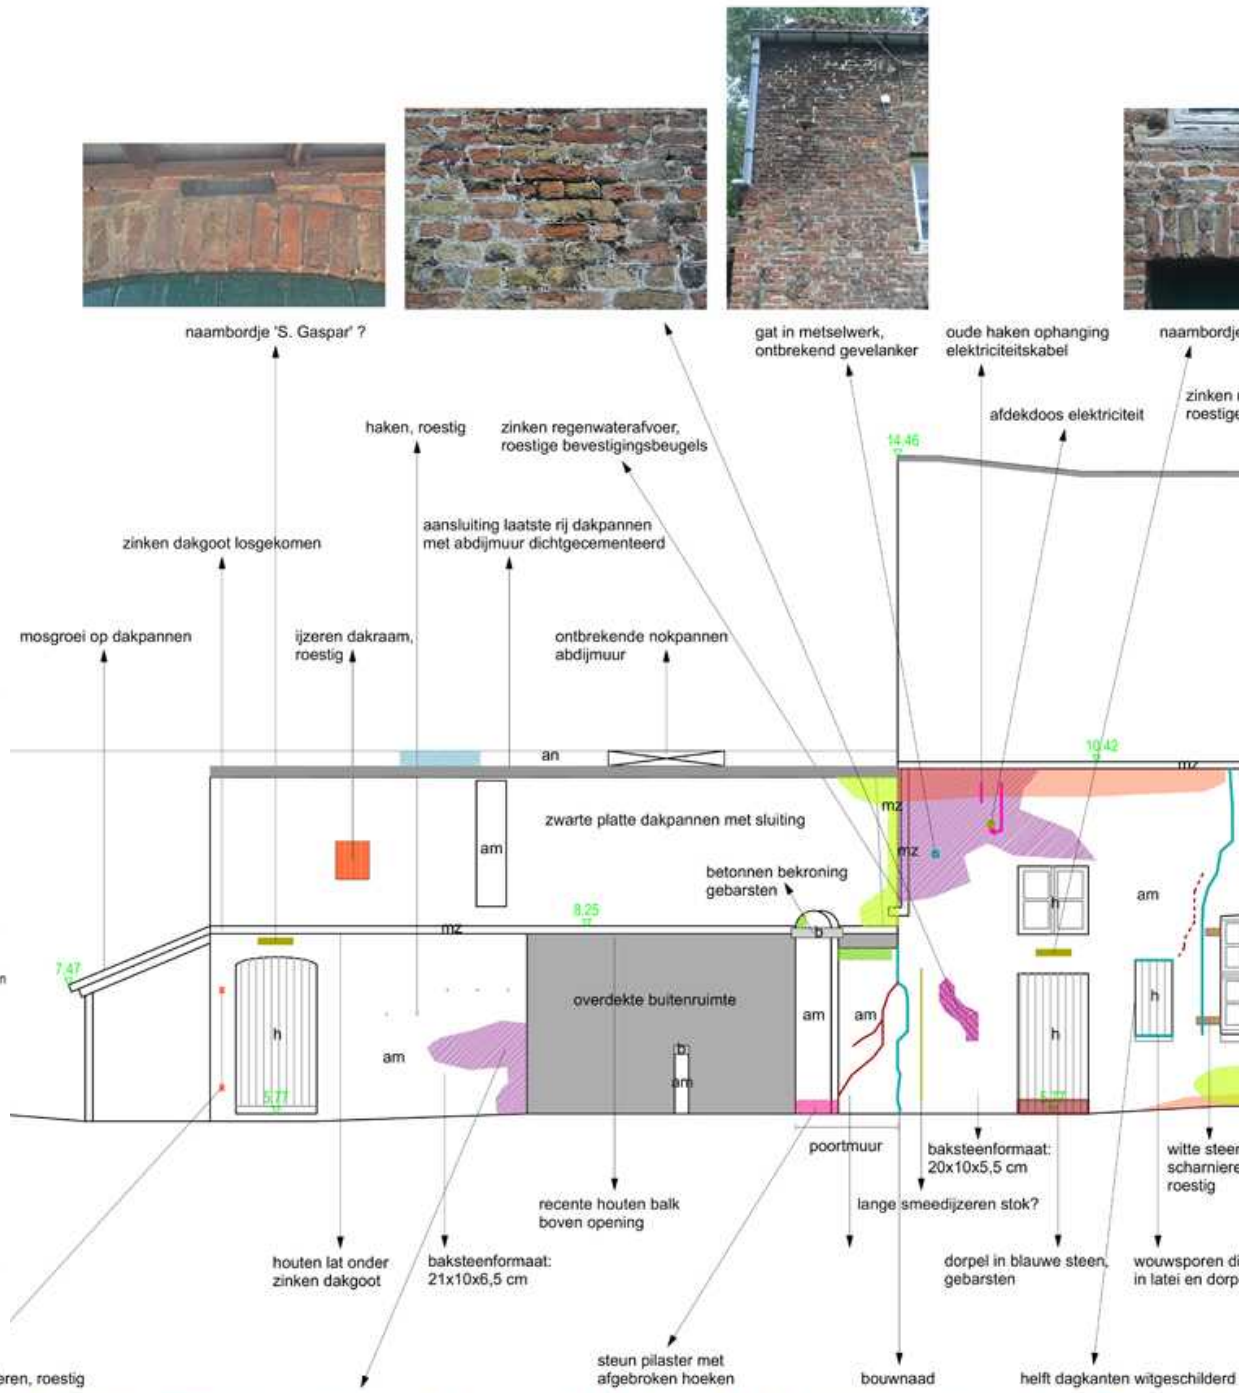 naambordje 'S. Gaspar' ?
gat in metselwerk,
ontbrekend gevelanker
oude haken ophanging
elektriciteitskabel
naambordje
zinken
roestige
afdekdoos elektriciteit
haken, roestig
zinken regenwaterafvoer,
roestige bevestigingsbeugels
14.46
aansluiting laatste rij dakpannen
met abdijmuur dichtgecementeerd
zinken dakgoot losgekomen
mosgroei op dakpannen
ijzeren dakraam,
roestig
ontbrekende nokpannen
abdijmuur
an
10.42
mz
mz
zwarte platte dakpannen met sluiting
am
mz
betonnen bekroning
gebarsten
am
h
8.25
mz
b
7.47
overdekte buitenruimte
h
am
am
am
h
h
b
am
5.77
5.77
poortmuur
baksteenformaat:
20x10x5,5 cm
witte steen
scharniere
roestig
recente houten balk
boven opening
lange smeedijzeren stok?
houten lat onder
zinken dakgoot
baksteenformaat:
21x10x6,5 cm
dorpel in blauwe steen,
gebarsten
wouwsporen di
in latei en dorp
steun pilaster met
afgebroken hoeken
eren, roestig
bouwnaad
helft dagkanten witgeschilderd